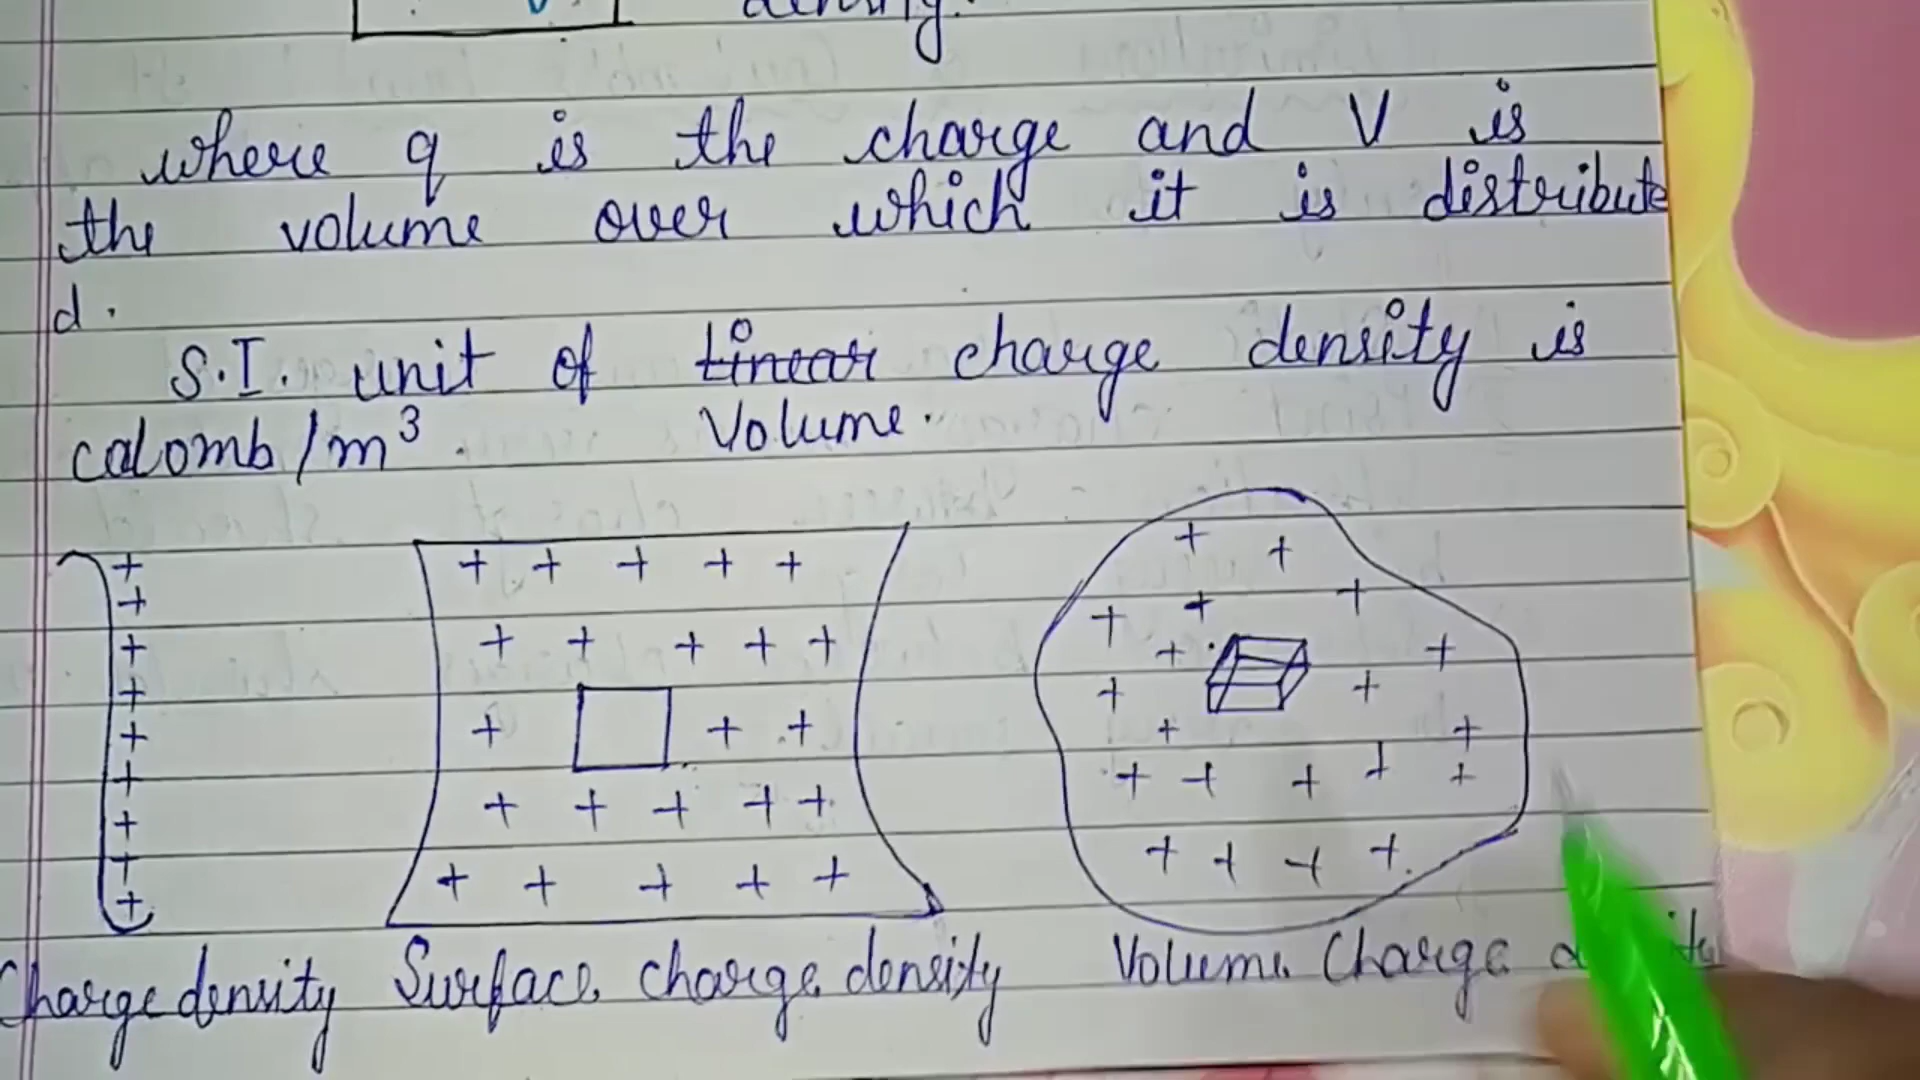 V density.
where q is the charge and V is
the volume over which it is distribute
d.
S.I. unit of linear charge density is
calomb/m³. Volume.
Charge density Surface charge density Volume Charge